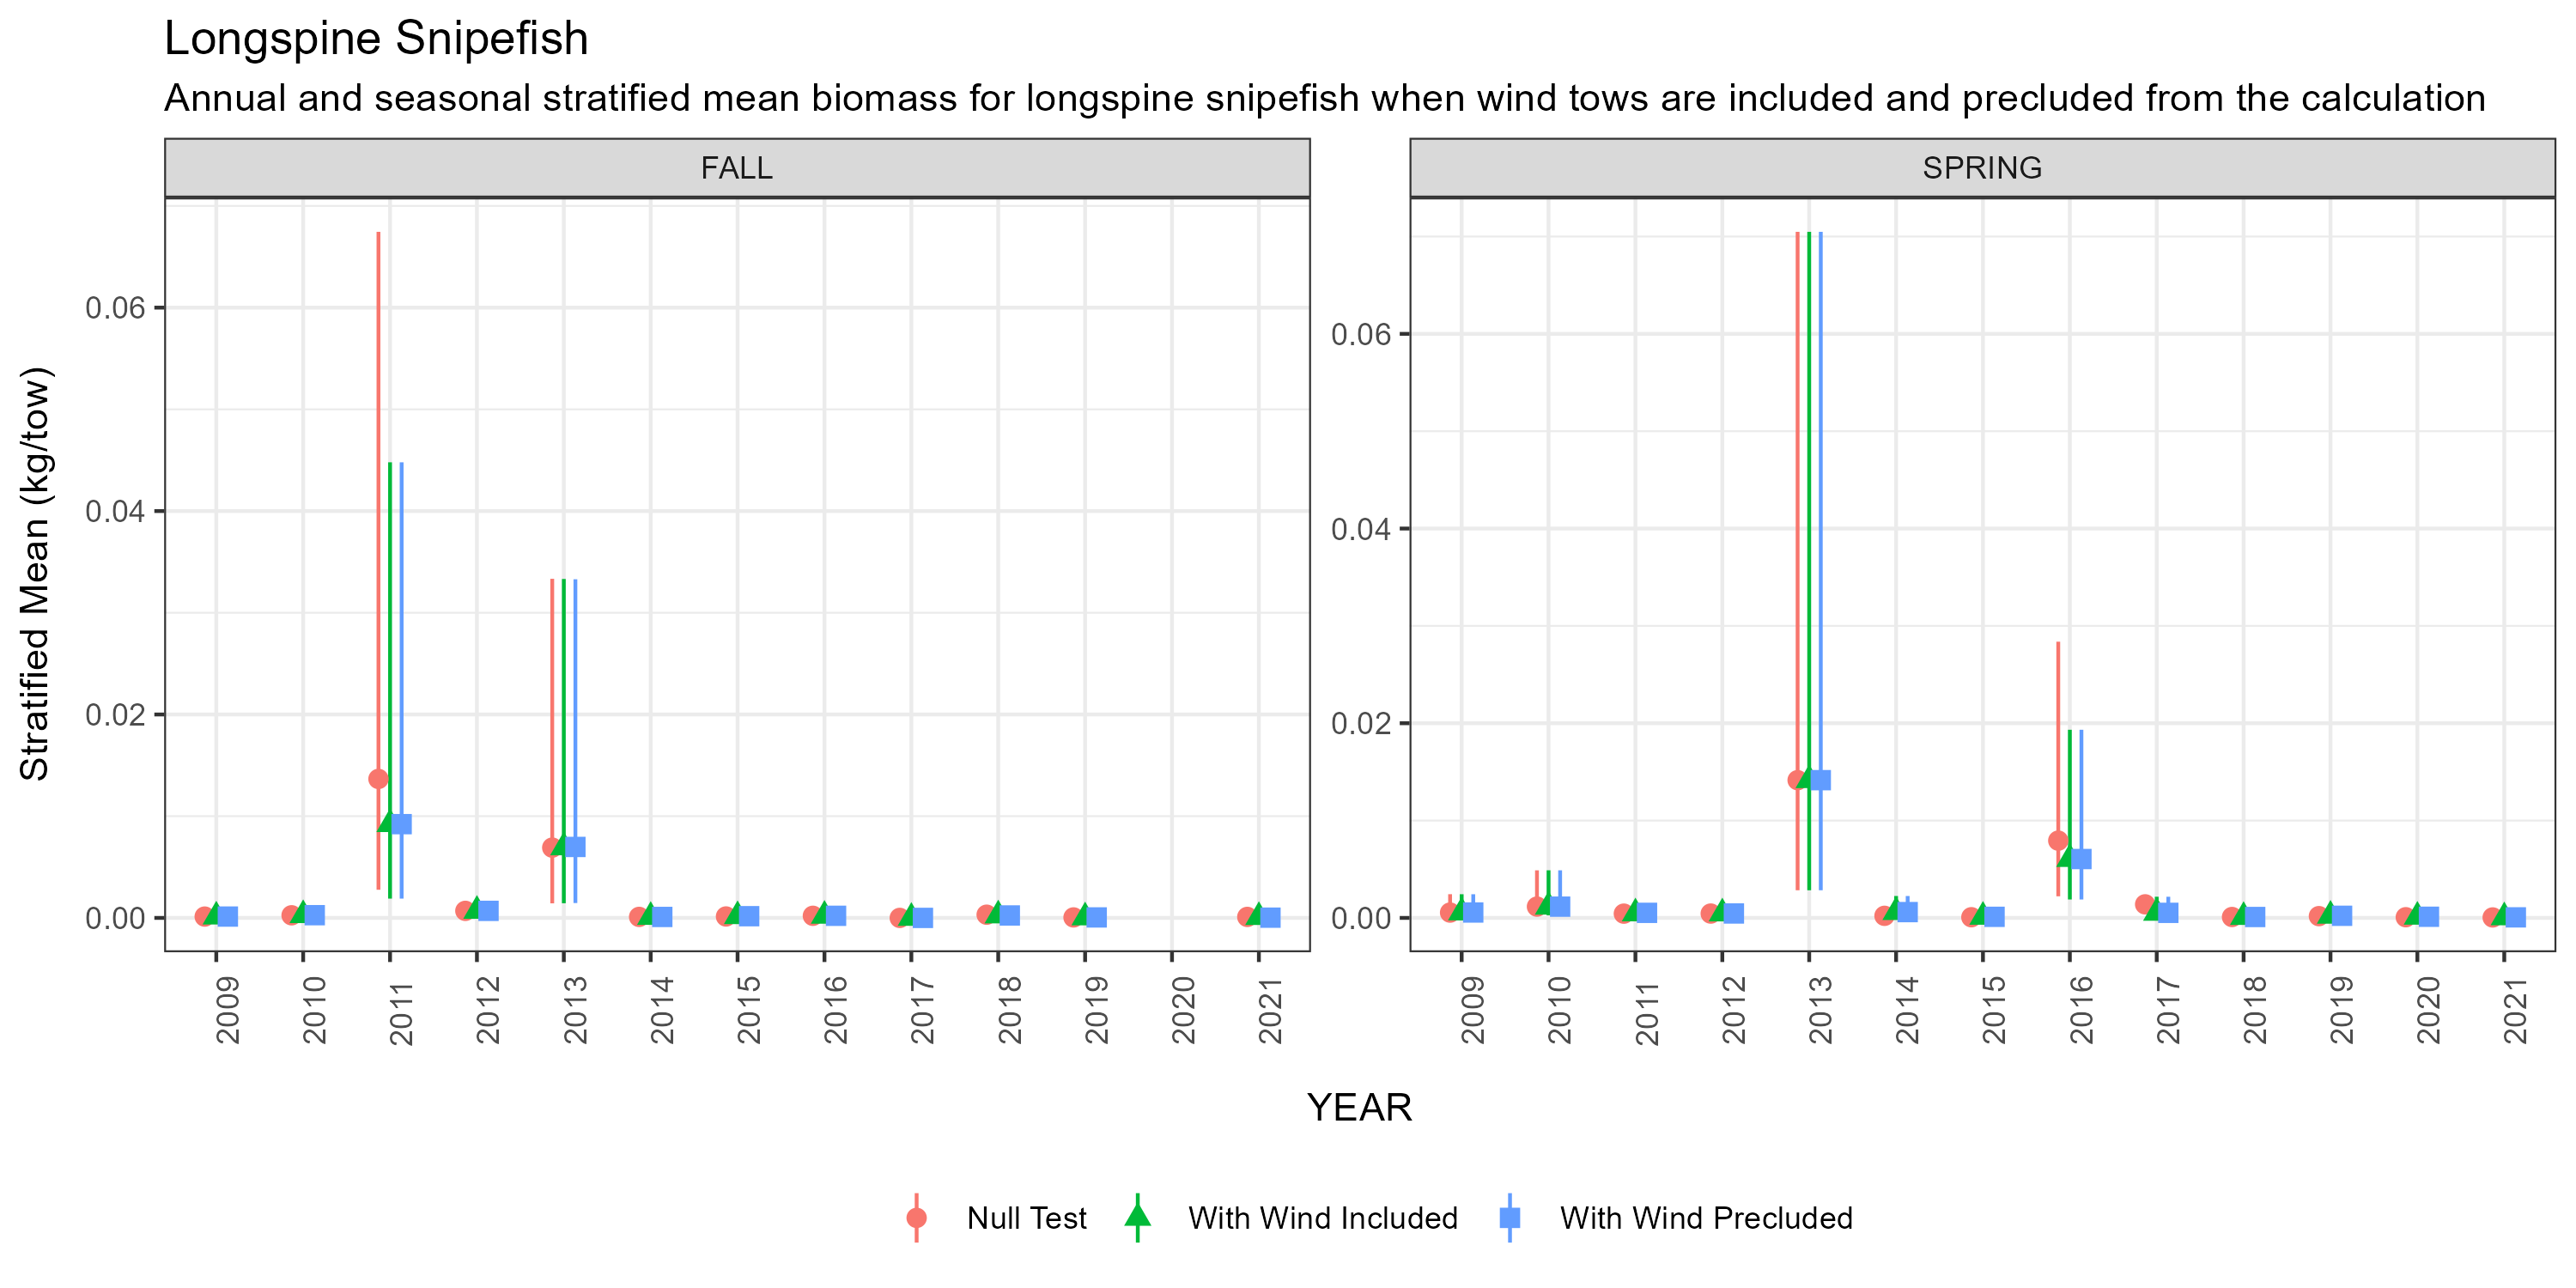 Longspine Snipefish
Annual and seasonal stratified mean biomass for longspine snipefish when wind tows are included and precluded from the calculation
FALL
SPRING
Stratified Mean (kg/tow)
0.06
0.04
0.02
0.00
0.06
0.04
0.02
0.00
2009 2010 2011 2012 2013 2014 2015 2016 2017 2018 2019 2020 2021
2009 2010 2011 2012 2013 2014 2015 2016 2017 2018 2019 2020 2021
YEAR
Null Test With Wind Included With Wind Precluded